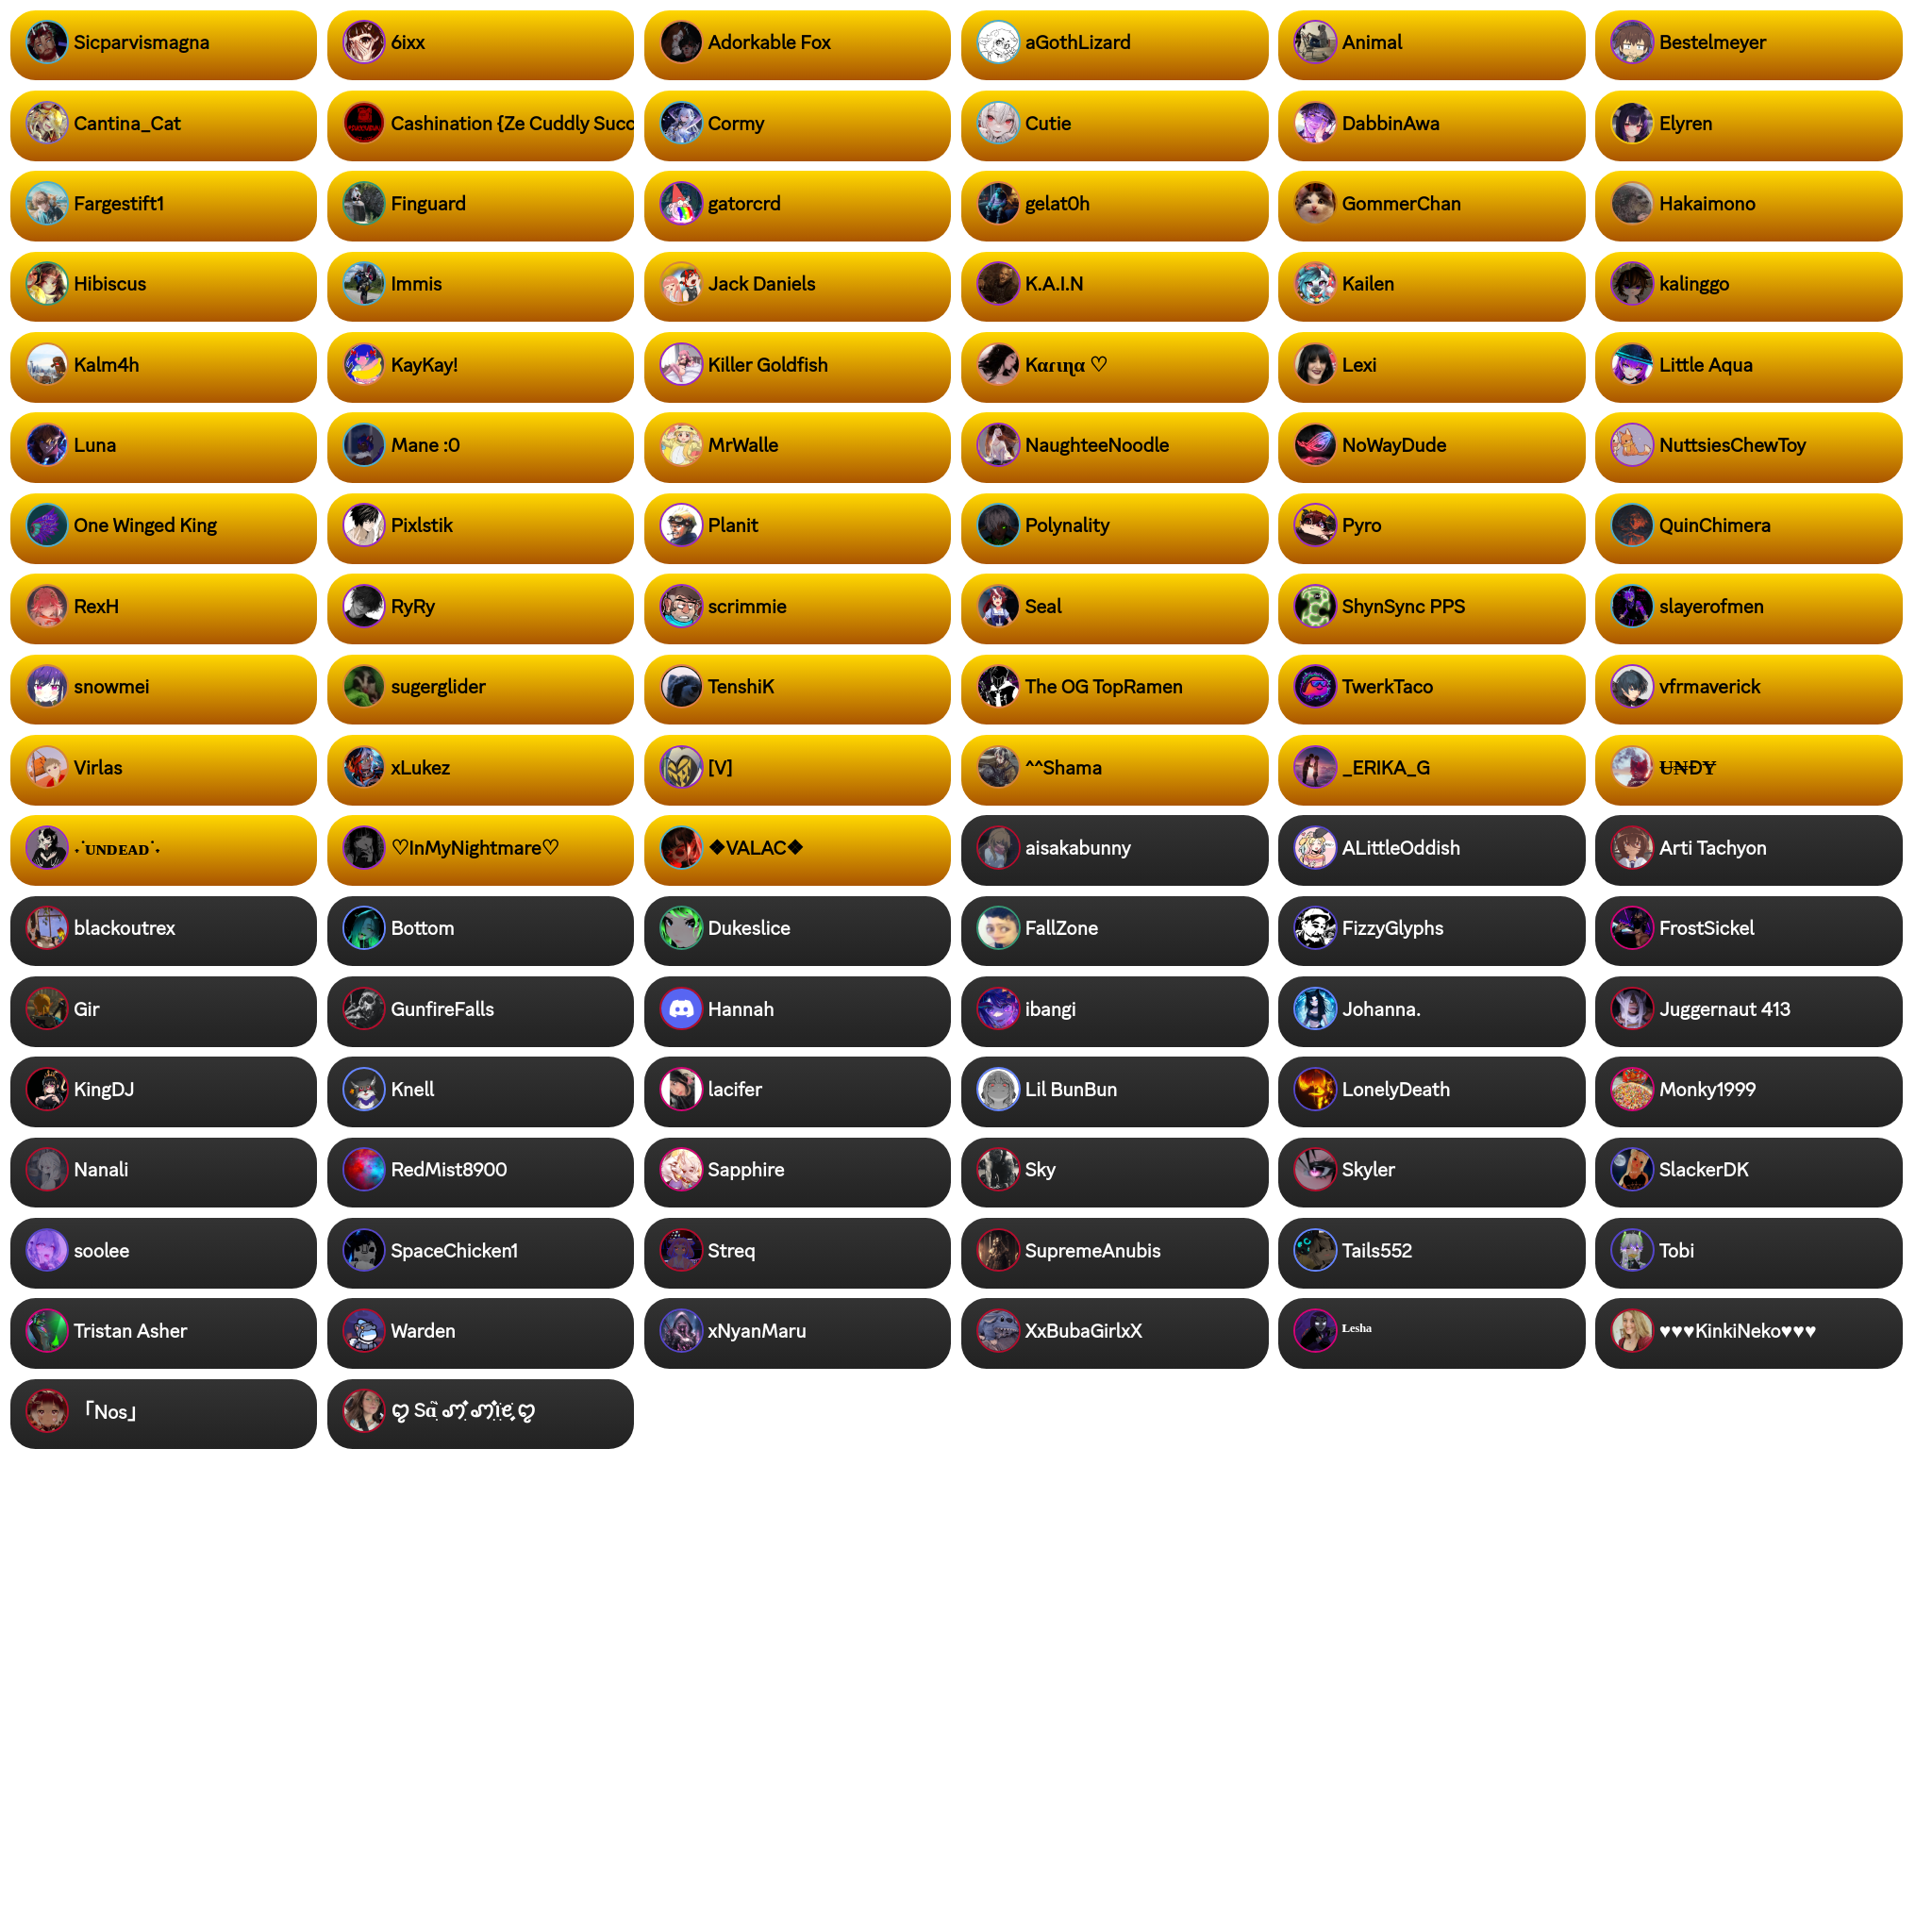 Sicparvismagna
6ixx
Adorkable Fox
aGothLizard
Animal
Bestelmeyer
Cantina_Cat
Cashination {Ze Cuddly Succ
Cormy
Cutie
DabbinAwa
Elyren
Fargestift1
Finguard
gatorcrd
gelat0h
GommerChan
Hakaimono
Hibiscus
Immis
Jack Daniels
K.A.I.N
Kailen
kalinggo
Kalm4h
KayKay!
Killer Goldfish
Kαɾιɳα ♡
Lexi
Little Aqua
Luna
Mane :0
MrWalle
NaughteeNoodle
NoWayDude
NuttsiesChewToy
One Winged King
Pixlstik
Planit
Polynality
Pyro
QuinChimera
RexH
RyRy
scrimmie
Seal
ShynSync PPS
slayerofmen
snowmei
sugerglider
TenshiK
The OG TopRamen
TwerkTaco
vfrmaverick
Virlas
xLukez
[V]
^^Shama
_ERIKA_G
U̶N̶ĐY̶
˖˙ᴜɴᴅᴇᴀᴅ˙˖
♡InMyNightmare♡
❖VALAC❖
aisakabunny
ALittleOddish
Arti Tachyon
blackoutrex
Bottom
Dukeslice
FallZone
FizzyGlyphs
FrostSickel
Gir
GunfireFalls
Hannah
ibangi
Johanna.
Juggernaut 413
KingDJ
Knell
lacifer
Lil BunBun
LonelyDeath
Monky1999
Nanali
RedMist8900
Sapphire
Sky
Skyler
SlackerDK
soolee
SpaceChicken1
Streq
SupremeAnubis
Tails552
Tobi
Tristan Asher
Warden
xNyanMaru
XxBubaGirlxX
ᴸᵉˢʰᵃ
♥♥♥KinkiNeko♥♥♥
「Nos」